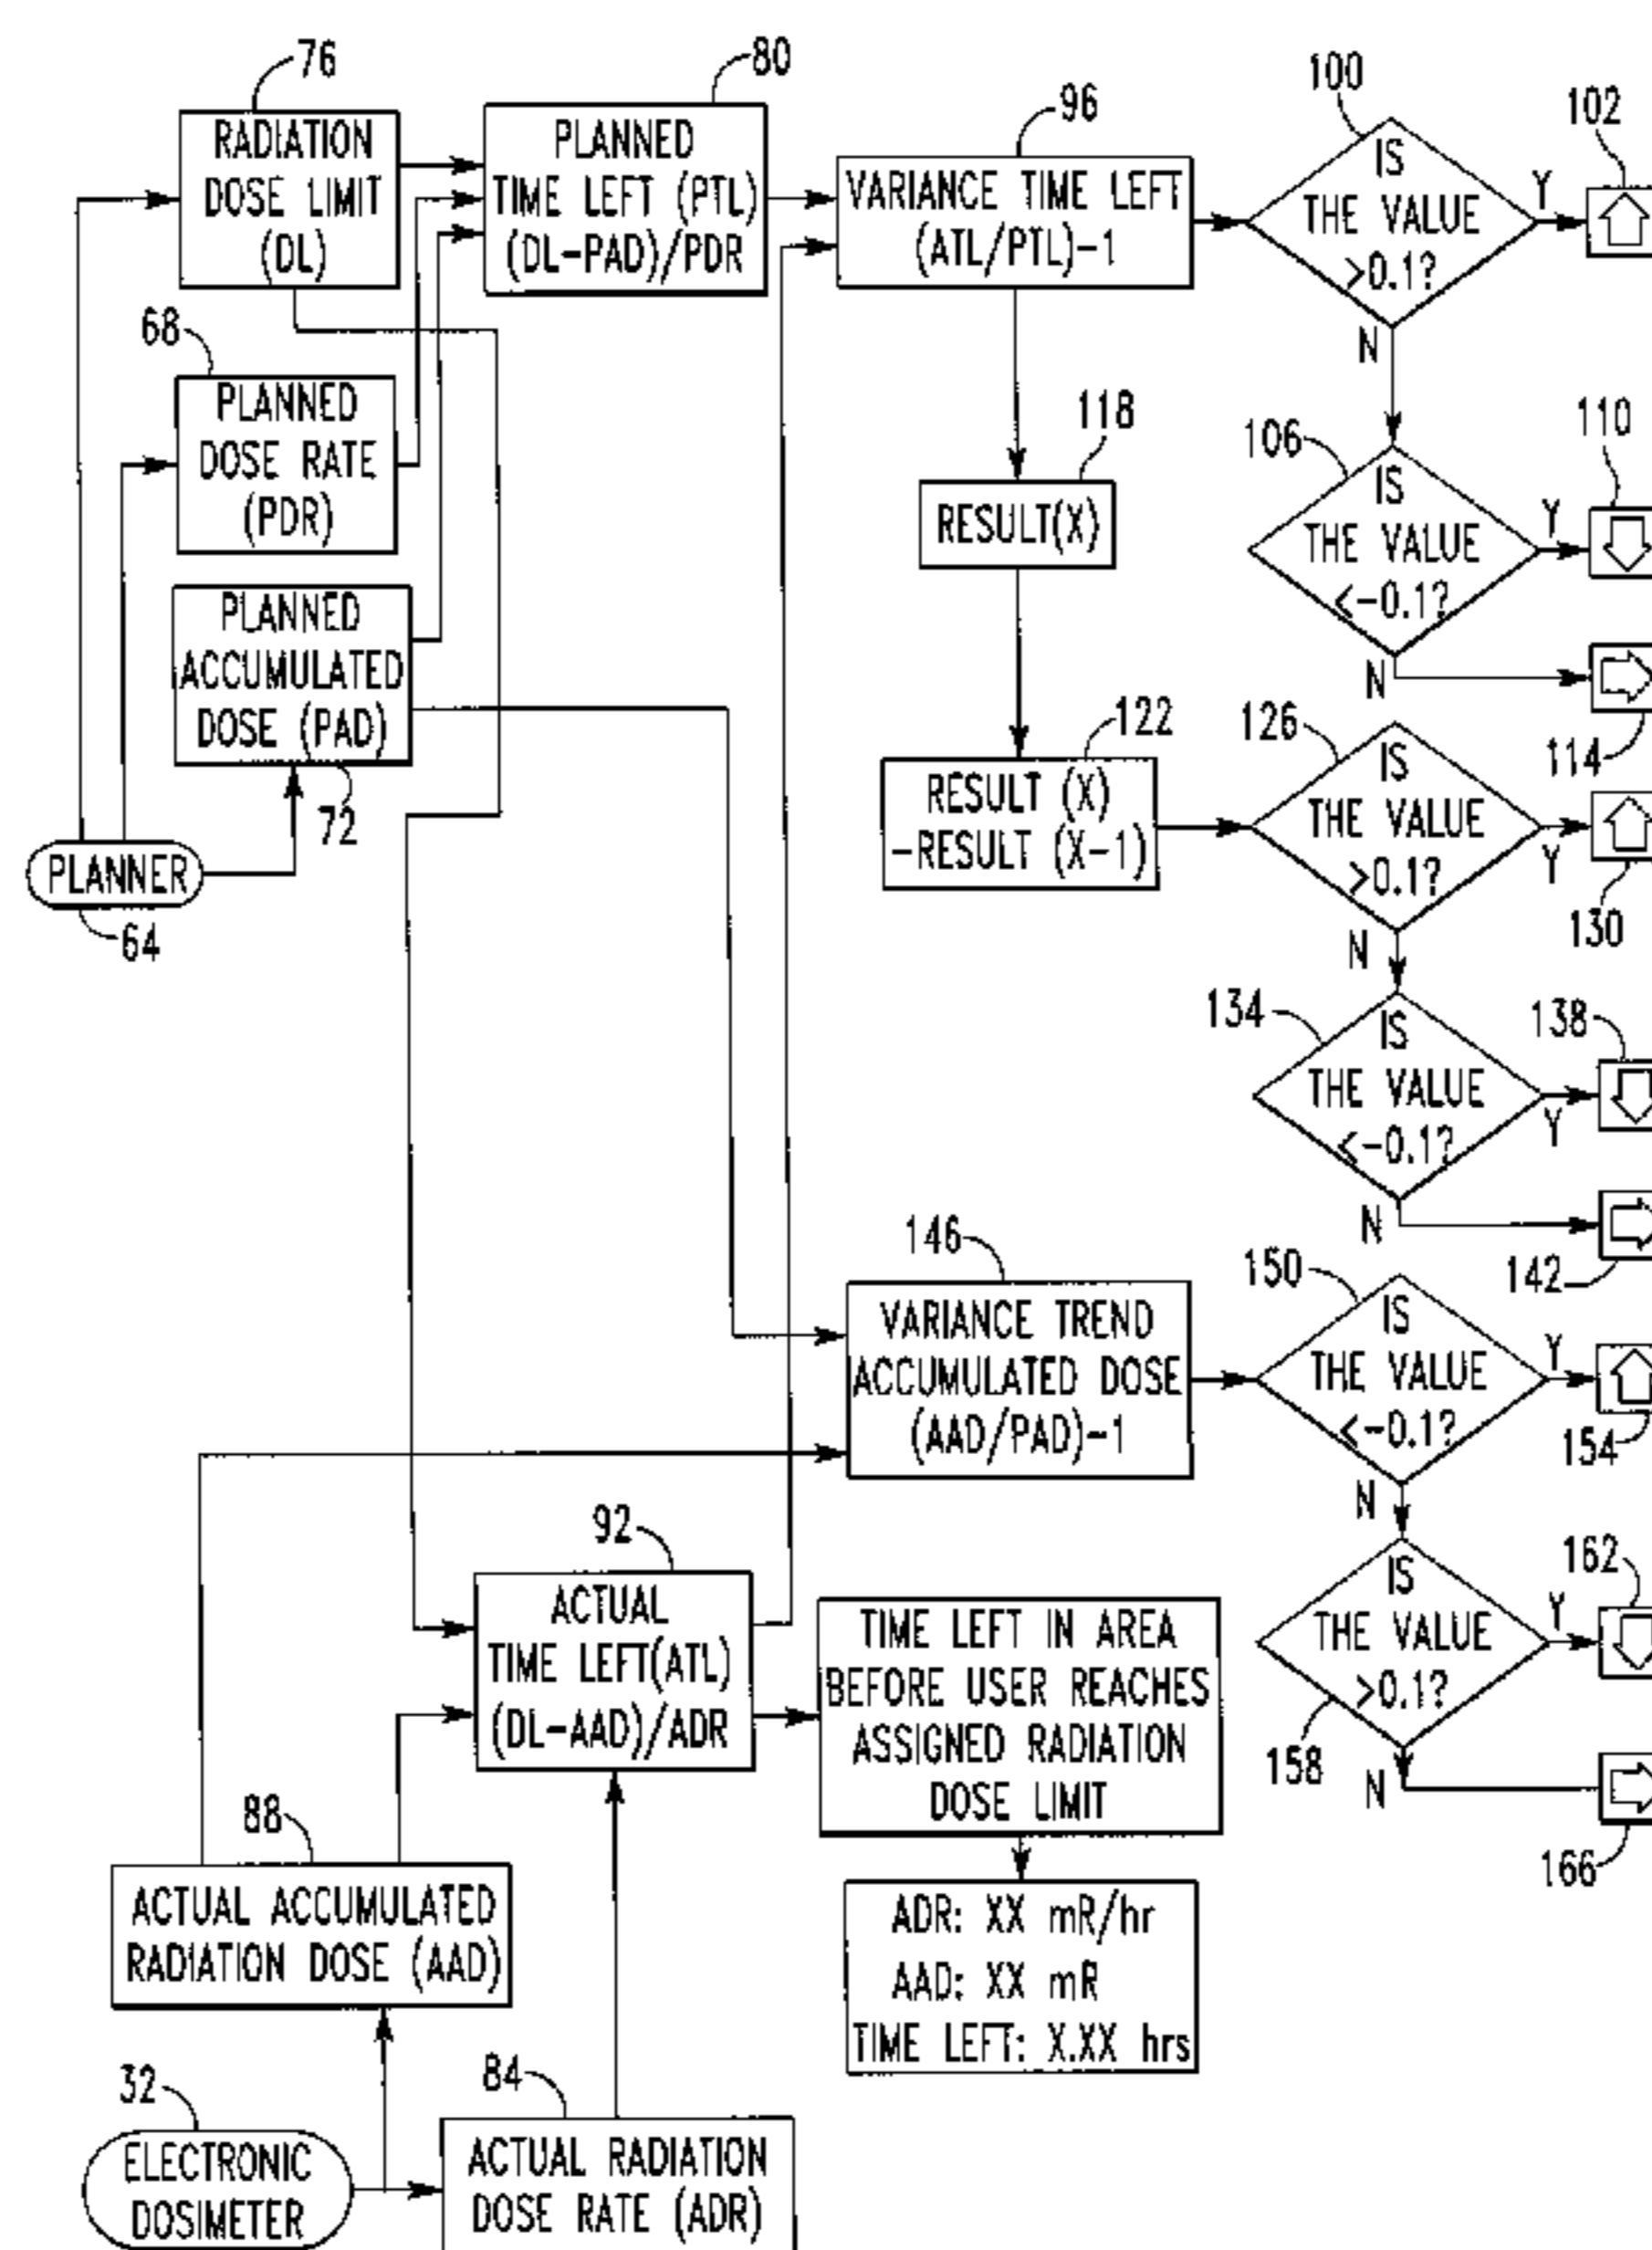 76
RADIATION
DOSE LIMIT
(DL)
80
PLANNED
TIME LEFT (PTL)
(DL-PAD)/PDR
96
VARIANCE TIME LEFT
(ATL/PTL)-1
100
IS
THE VALUE
>0.1?
Y
N
102
68
PLANNED
DOSE RATE
(PDR)
118
RESULT(X)
106
IS
THE VALUE
<-0.1?
Y
N
110
114
PLANNED
ACCUMULATED
DOSE (PAD)
72
PLANNER
64
122
RESULT (X)
-RESULT (X-1)
126
IS
THE VALUE
>0.1?
Y
N
130
134
IS
THE VALUE
<-0.1?
Y
N
138
142
146
VARIANCE TREND
ACCUMULATED DOSE
(AAD/PAD)-1
150
IS
THE VALUE
<-0.1?
Y
N
154
92
ACTUAL
TIME LEFT(ATL)
(DL-AAD)/ADR
TIME LEFT IN AREA
BEFORE USER REACHES
ASSIGNED RADIATION
DOSE LIMIT
IS
THE VALUE
>0.1?
158
Y
N
162
166
88
ACTUAL ACCUMULATED
RADIATION DOSE (AAD)
ADR: XX mR/hr
AAD: XX mR
TIME LEFT: X.XX hrs
32
ELECTRONIC
DOSIMETER
84
ACTUAL RADIATION
DOSE RATE (ADR)